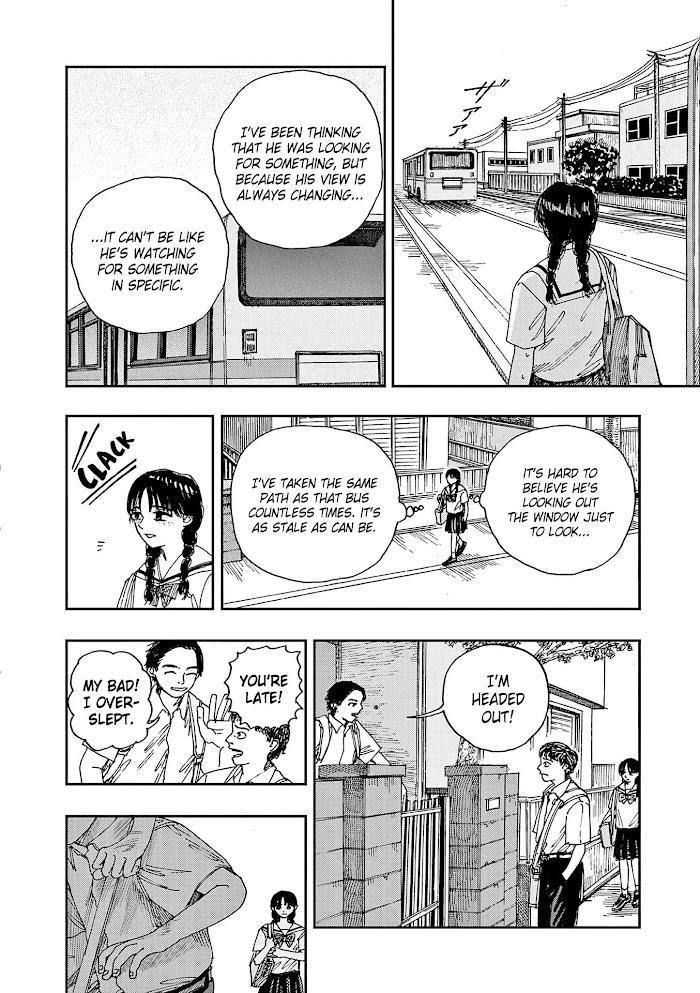 ザァァァ
I'VE BEEN THINKING
THAT HE WAS LOOKING
FOR SOMETHING, BUT
BECAUSE HIS VIEW IS
ALWAYS CHANGING...
...IT CAN'T BE LIKE
HE'S WATCHING
FOR SOMETHING
IN SPECIFIC.
IT'S HARD TO
BELIEVE HE'S
LOOKING OUT
THE WINDOW JUST
TO LOOK...
I'VE TAKEN THE SAME
PATH AS THAT BUS
COUNTLESS TIMES. IT'S
AS STALE AS CAN BE.
CLACK
I'M
HEADED
OUT!
YOU'RE
LATE!
MY BAD!
I OVER-
SLEPT.